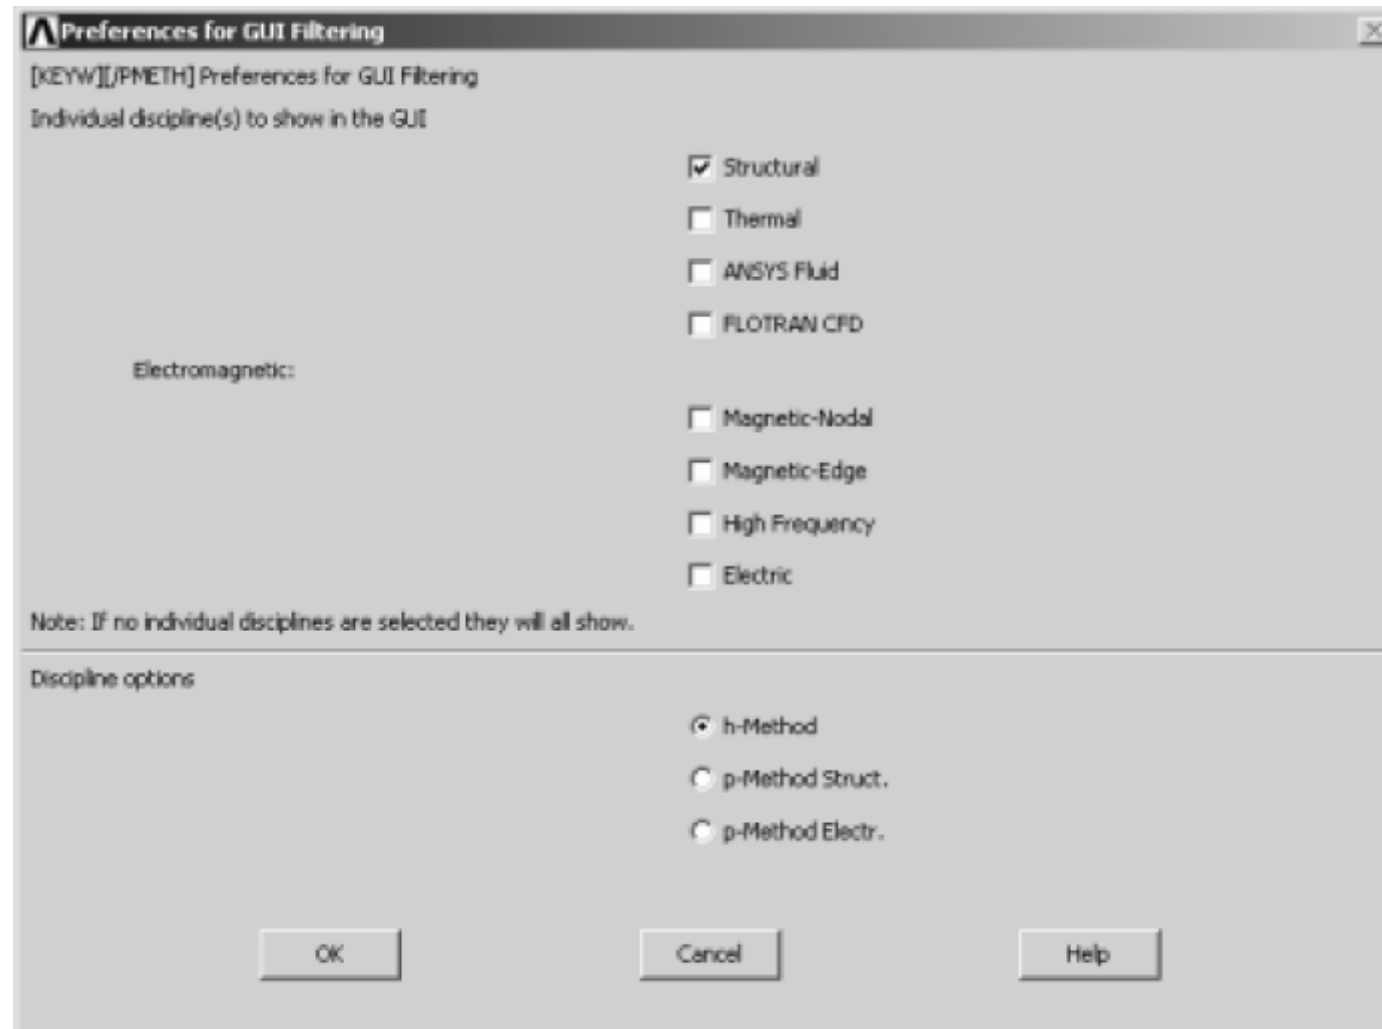 Preferences for GUI Filtering
[KEYW][/PMETH] Preferences for GUI Filtering
Individual discipline(s) to show in the GUI
Structural
Thermal
ANSYS Fluid
FLOTRAN CFD
Electromagnetic:
Magnetic-Nodal
Magnetic-Edge
High Frequency
Electric
Note: If no individual disciplines are selected they will all show.
Discipline options
h-Method
p-Method Struct.
p-Method Electr.
OK Cancel Help